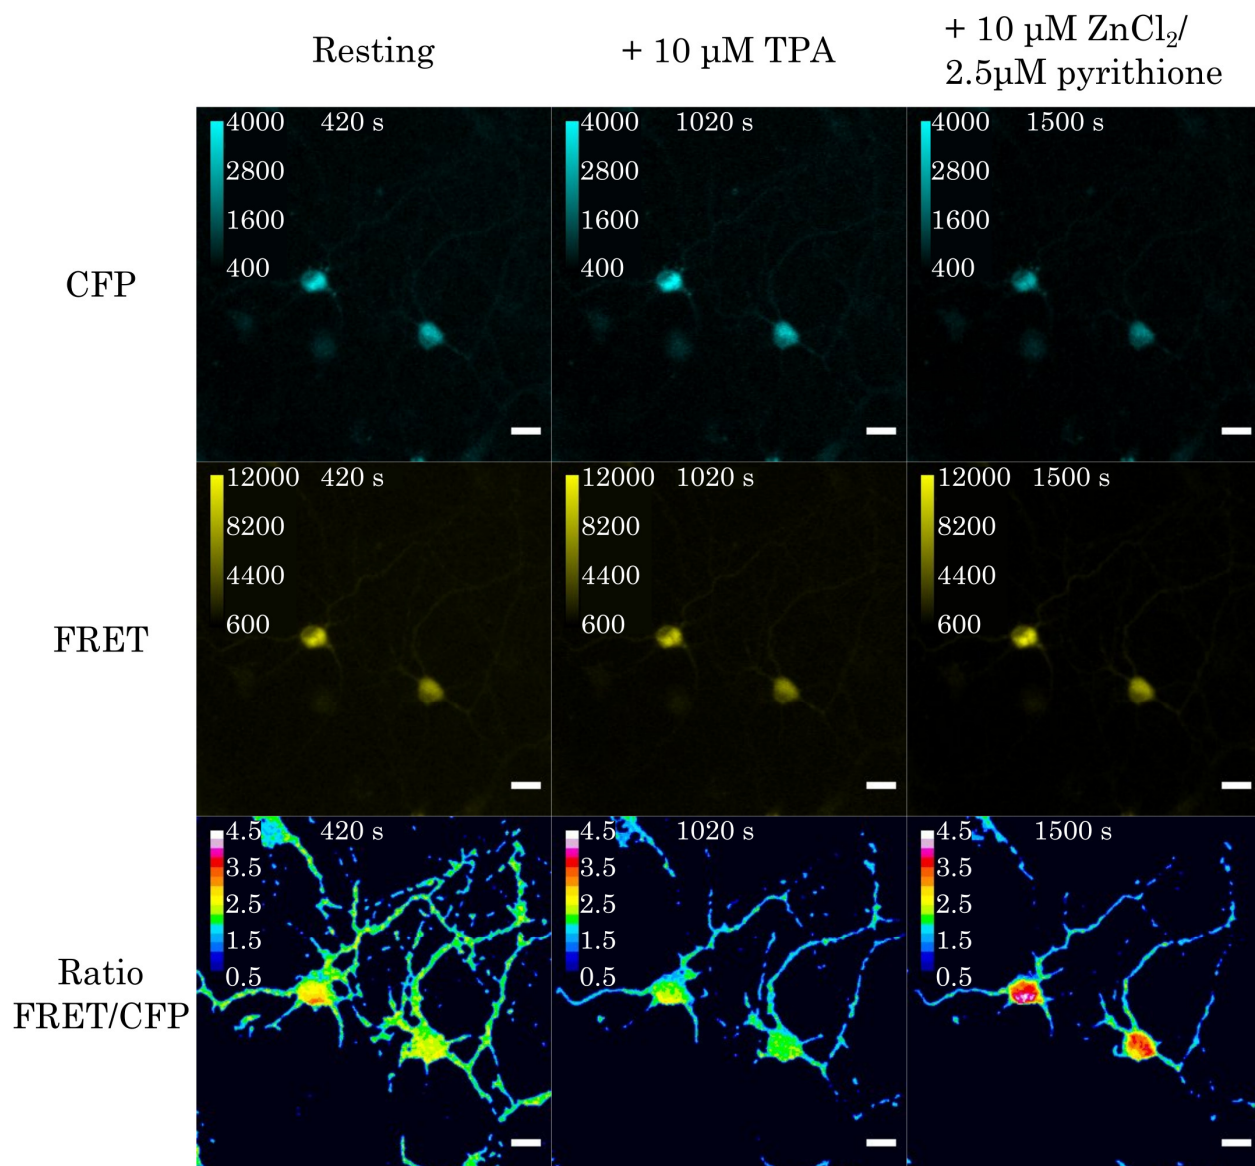 Resting
+ 10 µM TPA
+ 10 µM ZnCl₂/
2.5µM pyrithione
CFP
4000 420 s
2800
1600
400
4000 1020 s
2800
1600
400
4000 1500 s
2800
1600
400
FRET
12000 420 s
8200
4400
600
12000 1020 s
8200
4400
600
12000 1500 s
8200
4400
600
Ratio
FRET/CFP
4.5 420 s
3.5
2.5
1.5
0.5
4.5 1020 s
3.5
2.5
1.5
0.5
4.5 1500 s
3.5
2.5
1.5
0.5